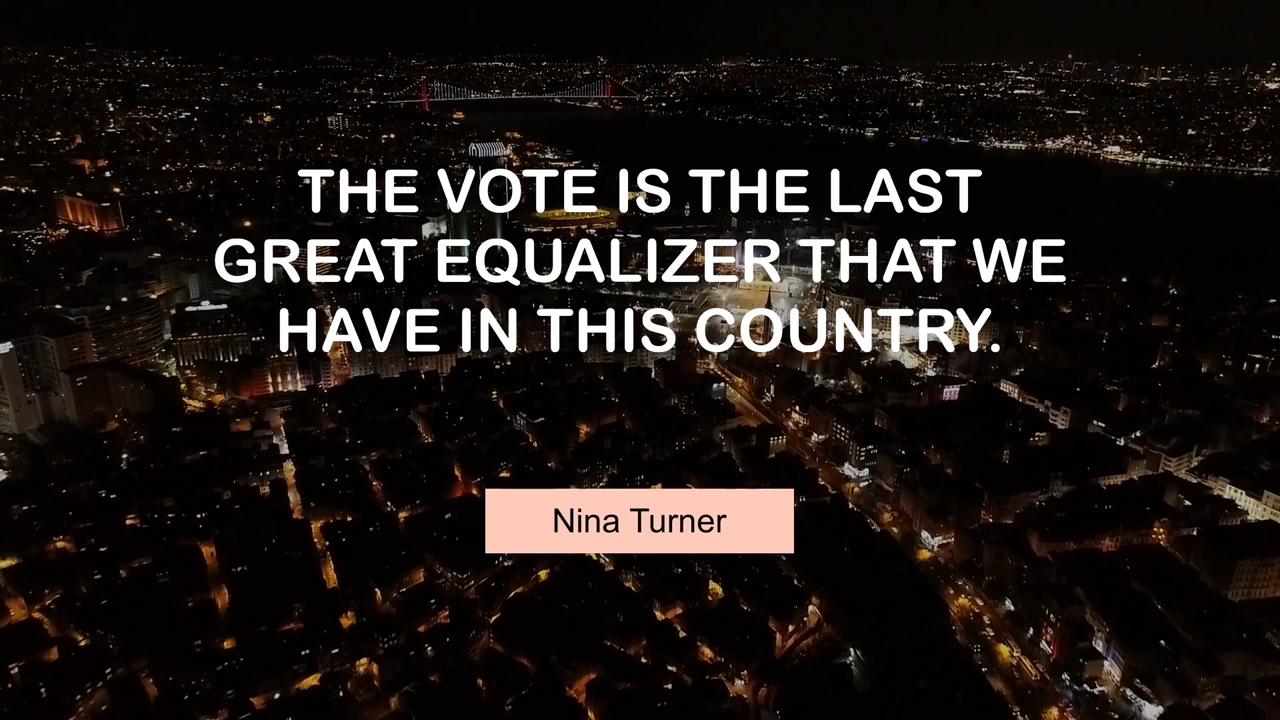 THE VOTE IS THE LAST
GREAT EQUALIZER THAT WE
HAVE IN THIS COUNTRY.
Nina Turner